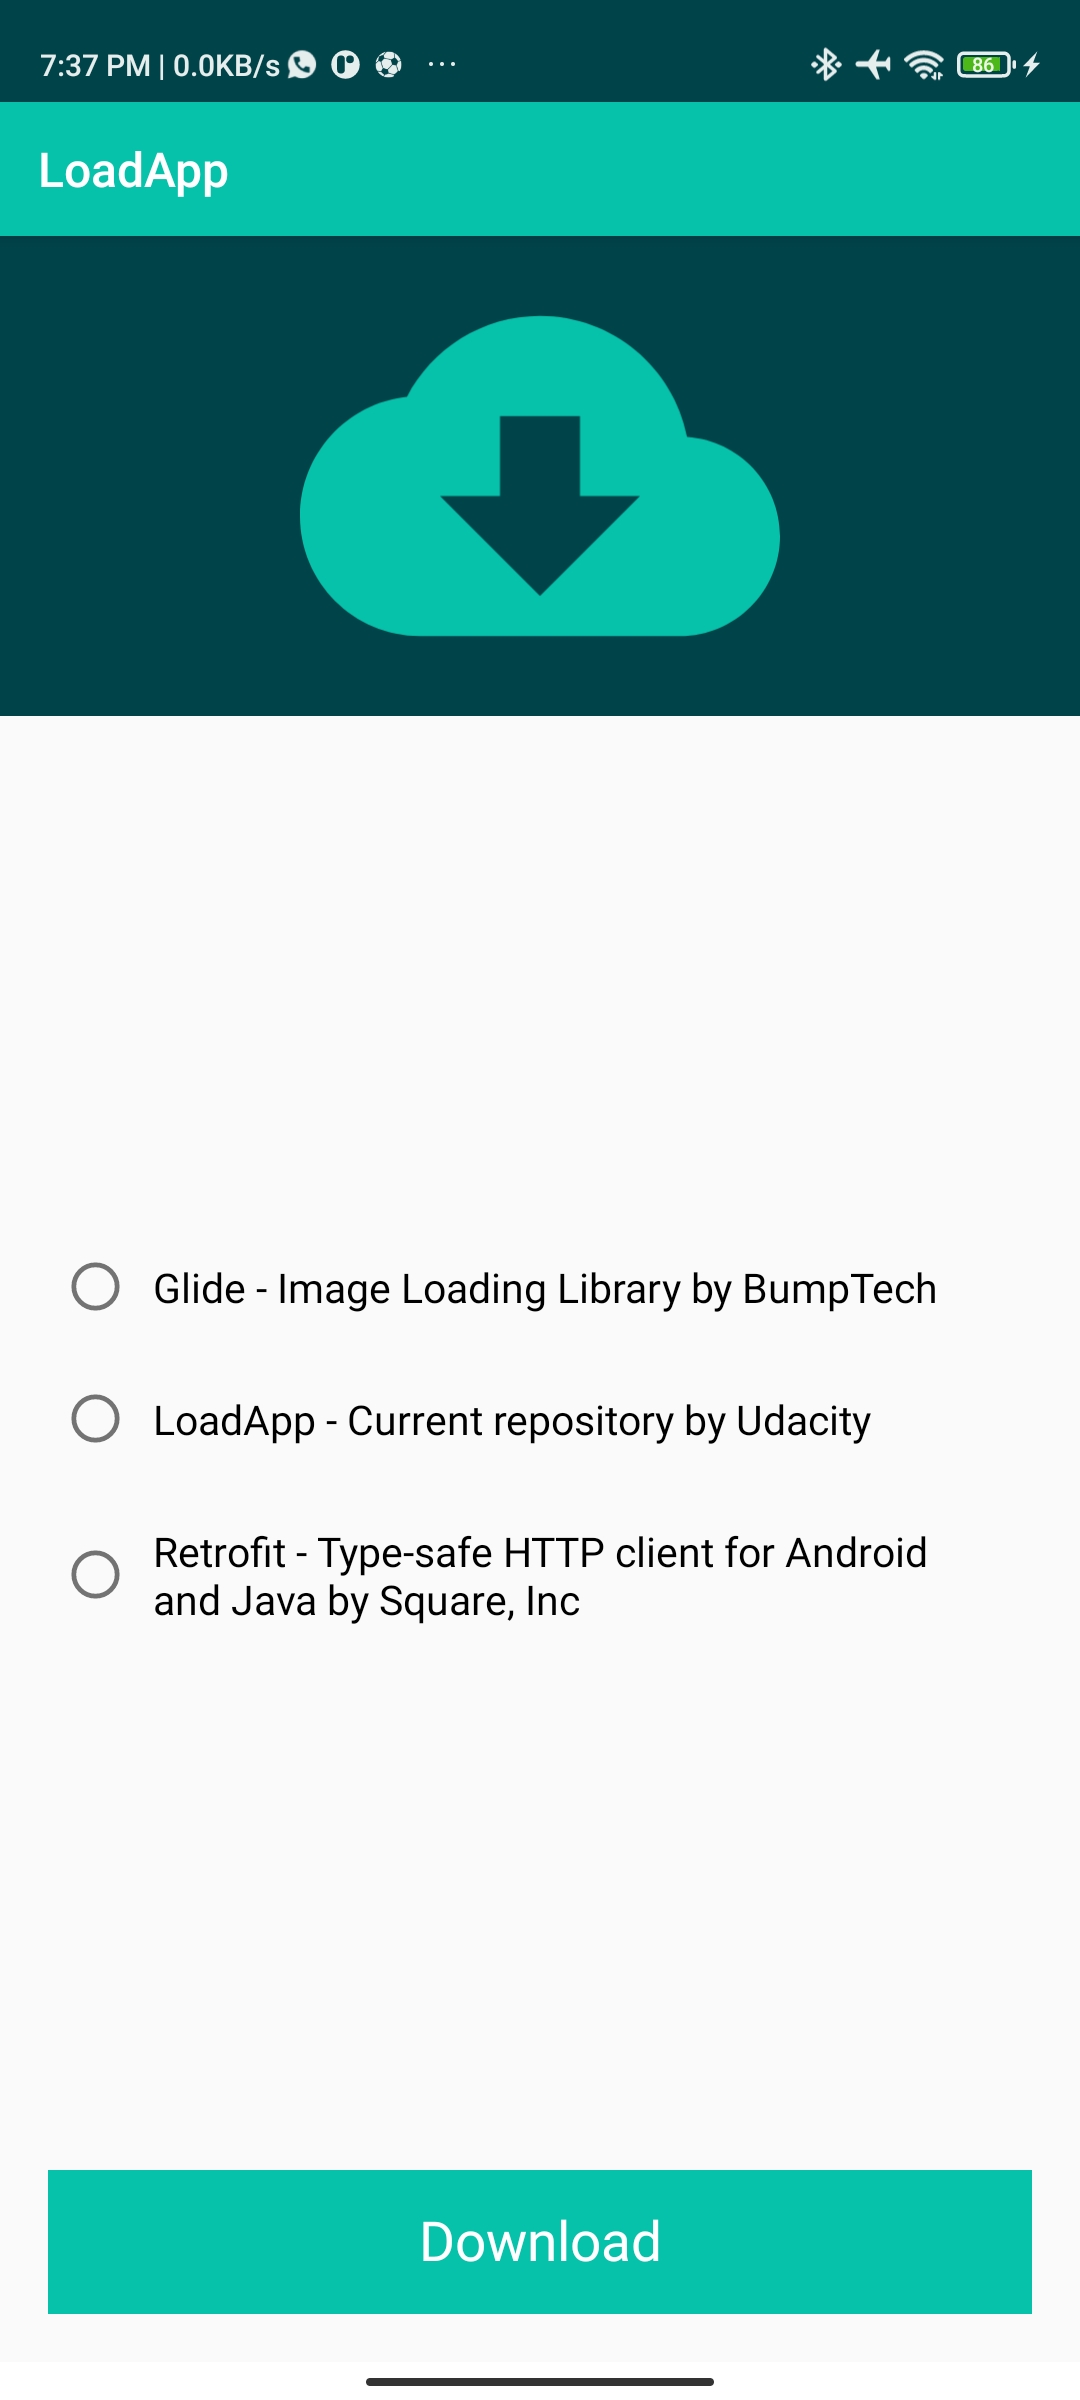 7:37 PM | 0.0KB/s ... 86
LoadApp
Glide - Image Loading Library by BumpTech
LoadApp - Current repository by Udacity
Retrofit - Type-safe HTTP client for Android
and Java by Square, Inc
Download